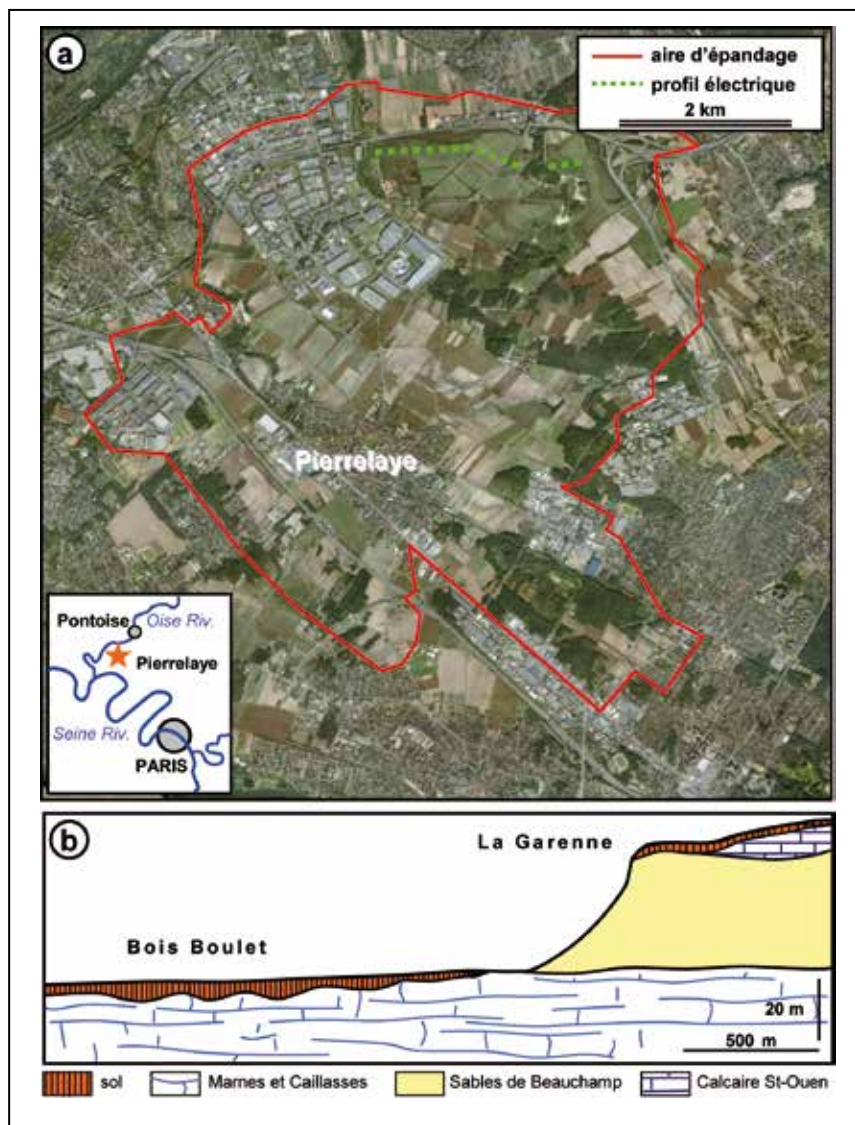 a
aire d'épandage
profil électrique
2 km
Pierrelaye
Pontoise
Oise Riv.
Pierrelaye
Seine Riv.
PARIS
b
La Garenne
Bois Boulet
20 m
500 m
sol
Marnes et Caillasses
Sables de Beauchamp
Calcaire St-Ouen